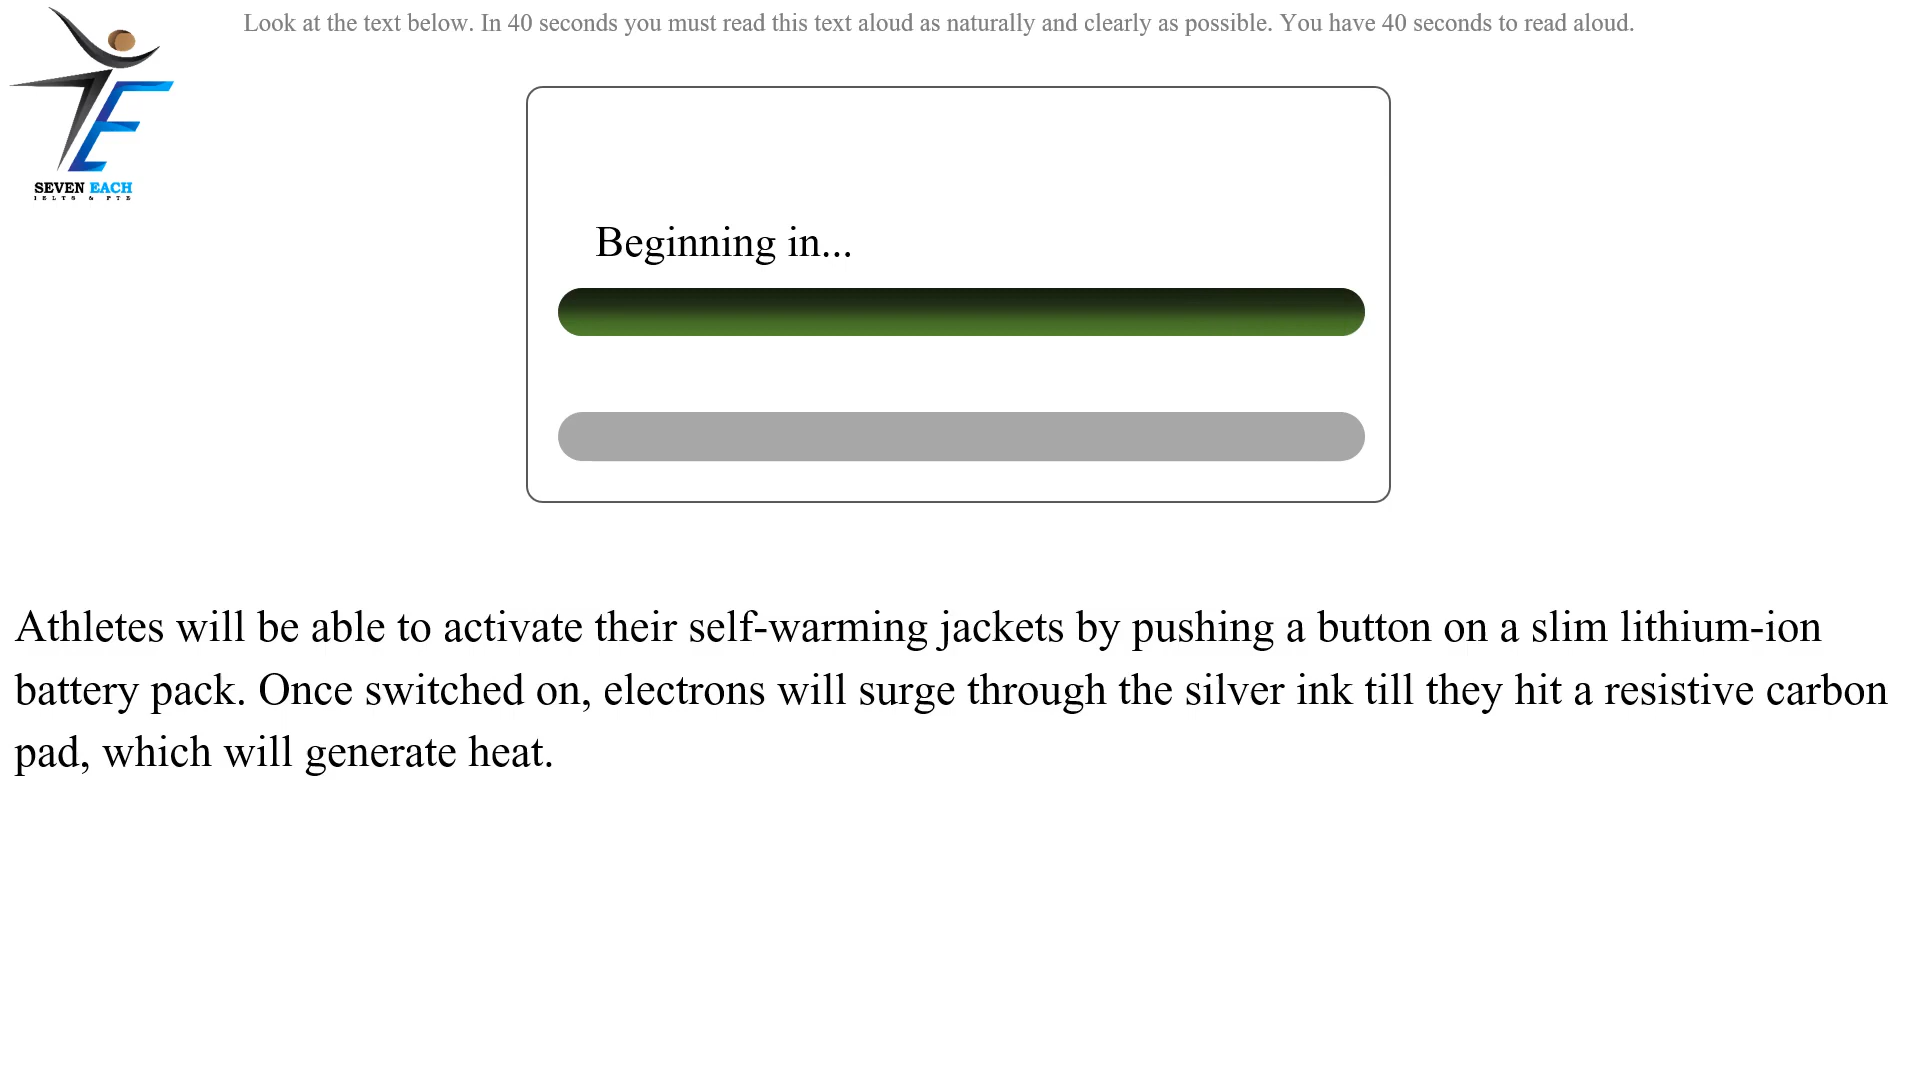 Look at the text below. In 40 seconds you must read this text aloud as naturally and clearly as possible. You have 40 seconds to read aloud.
SEVEN EACH
IELTS & PTE
Beginning in...
Athletes will be able to activate their self-warming jackets by pushing a button on a slim lithium-ion
battery pack. Once switched on, electrons will surge through the silver ink till they hit a resistive carbon
pad, which will generate heat.